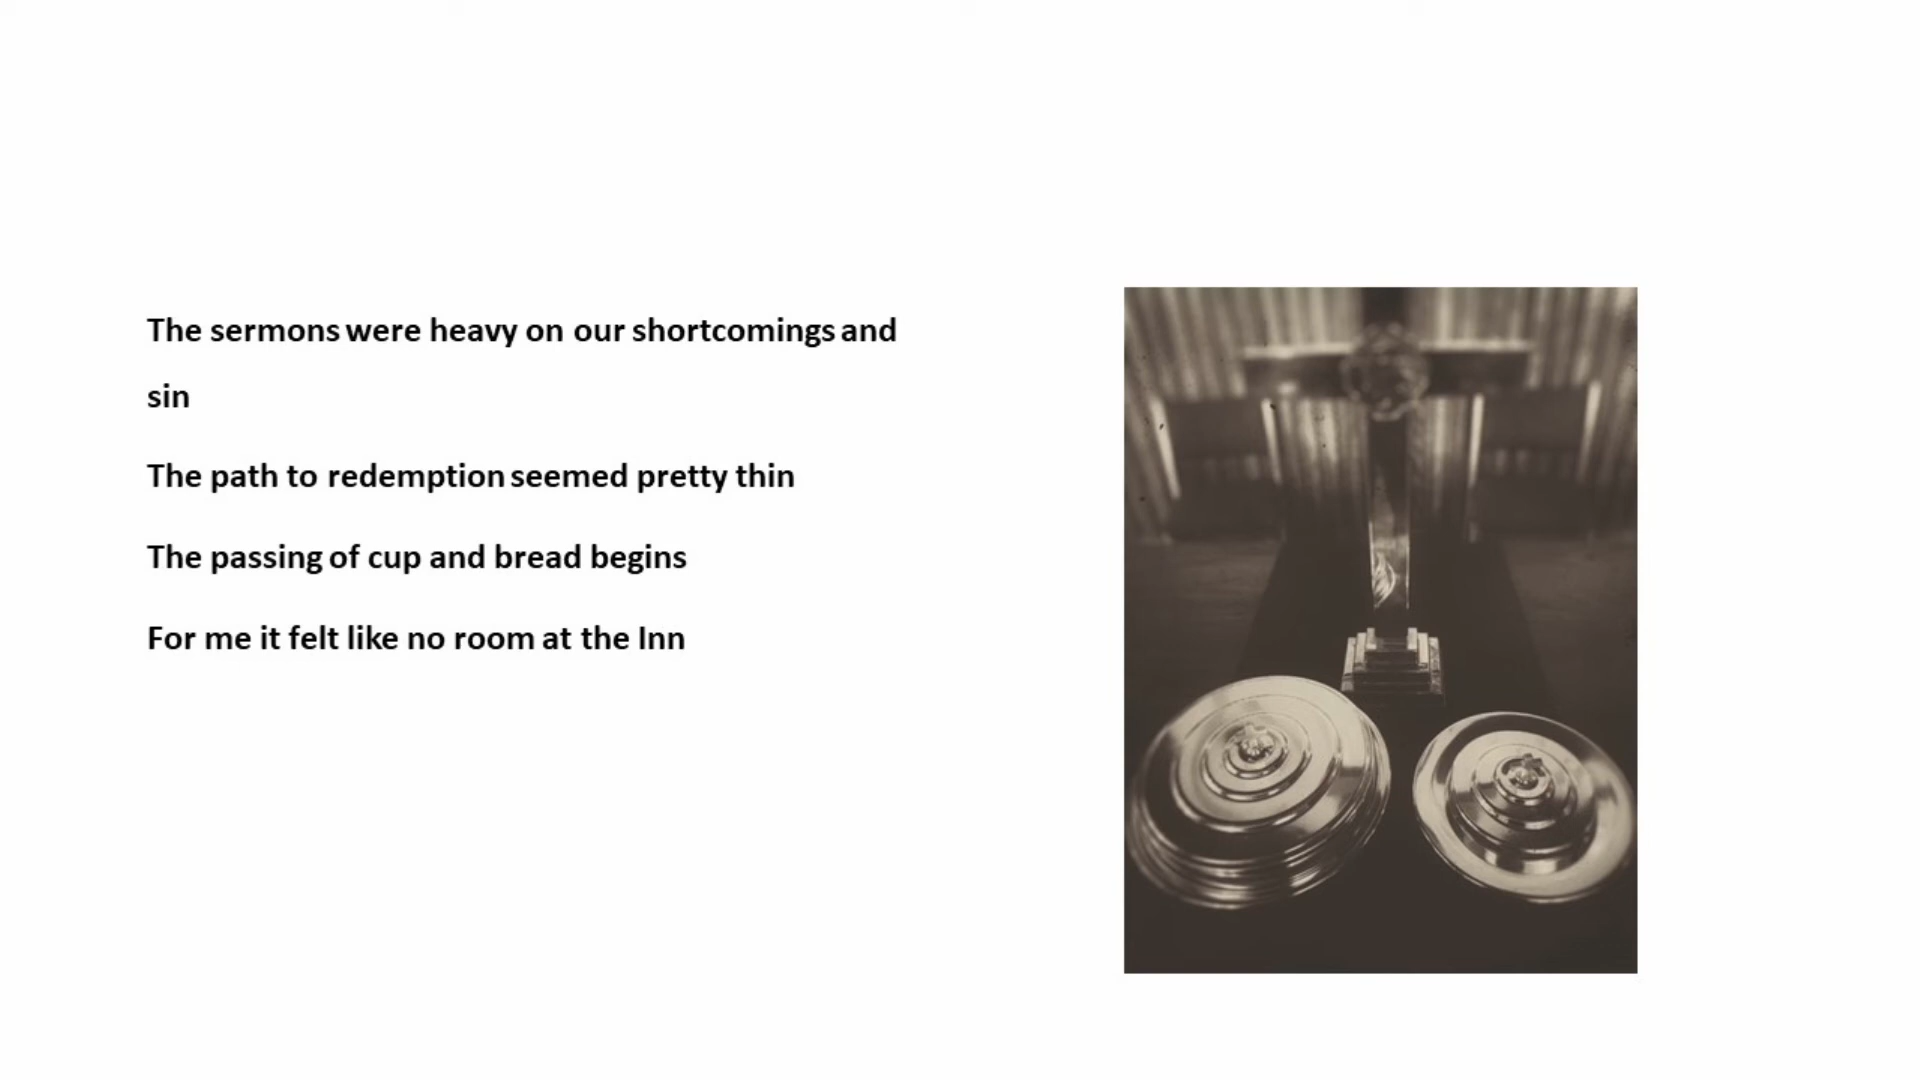 The sermons were heavy on our shortcomings and
sin
The path to redemption seemed pretty thin
The passing of cup and bread begins
For me it felt like no room at the Inn